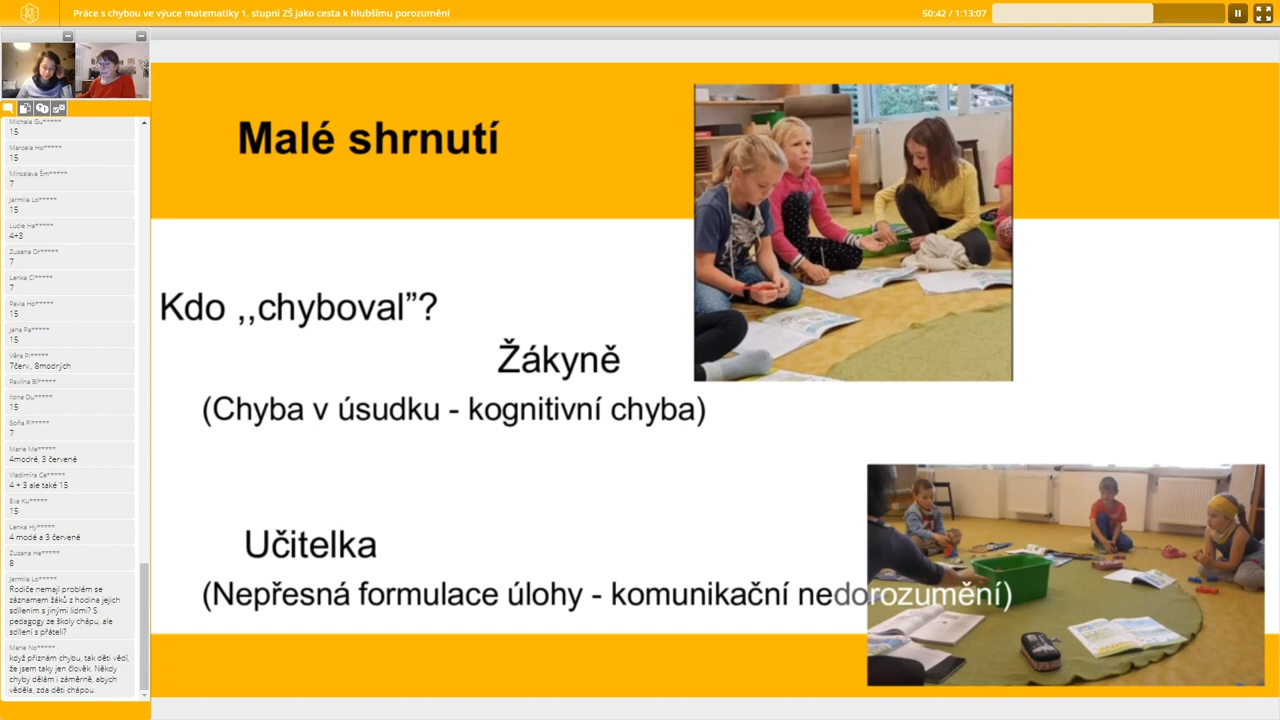 Práce s chybou ve výuce matematiky 1. stupni ZŠ jako cesta k hlubšímu porozumění
50:42 / 1:13:07
Michala Gu*****
15
Marcela Ho*****
15
Miroslava Šm*****
7
Jarmila Lo*****
15
Lucie Ha*****
4+3
Zuzana Dr*****
7
Lenka Cí*****
7
Pavla Ho*****
15
Jana Pa*****
15
Věra Pi*****
7červ., 8modrých
Pavlína Bí*****
Ilona Du*****
15
Soňa Fi*****
7
Marie Me*****
4modré, 3 červené
Vladimíra Ca*****
4 + 3 ale také 15
Eva Ku*****
15
Lenka Hy*****
4 modé a 3 červené
Zuzana He*****
8
Jarmila Lo*****
Rodiče nemají problém se
záznamem žáků z hodina jejich
sdílením s jinými lidmi? S
pedagogy ze školy chápu, ale
sdílení s přáteli?
Marie No*****
když přiznám chybu, tak děti vědí,
že jsem taky jen člověk. Někdy
chyby dělám i záměrně, abych
věděla, zda děti chápou.
Malé shrnutí
Kdo ,,chyboval”?
Žákyně
(Chyba v úsudku - kognitivní chyba)
Učitelka
(Nepřesná formulace úlohy - komunikační nedorozumění)